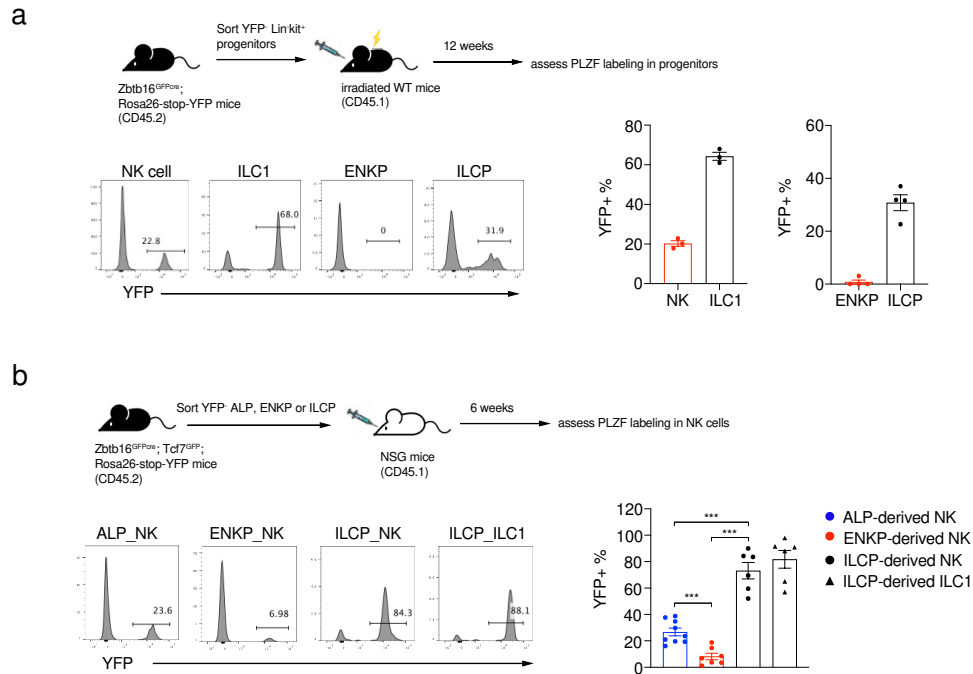 a
Sort YFP- Lin-kit+
progenitors
12 weeks
assess PLZF labeling in progenitors
Zbtb16GFPcre;
Rosa26-stop-YFP mice
(CD45.2)
irradiated WT mice
(CD45.1)
NK cell
ILC1
ENKP
ILCP
22.8
68.0
0
31.9
YFP
YFP+ %
80
60
40
20
0
NK
ILC1
YFP+ %
60
40
20
0
ENKP
ILCP
b
Sort YFP- ALP, ENKP or ILCP
6 weeks
assess PLZF labeling in NK cells
Zbtb16GFPcre; Tcf7GFP;
Rosa26-stop-YFP mice
(CD45.2)
NSG mice
(CD45.1)
ALP_NK
ENKP_NK
ILCP_NK
ILCP_ILC1
23.6
6.98
84.3
88.1
YFP
YFP+ %
120
100
80
60
40
20
0
***
***
***
ALP-derived NK
ENKP-derived NK
ILCP-derived NK
ILCP-derived ILC1